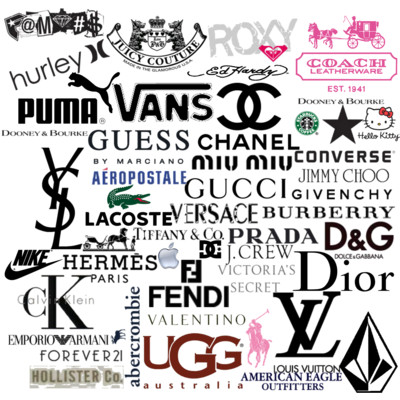 F@M*#$
JUICY COUTURE
MADE IN THE GLAMOROUS U.S.A.
ROXY
COACH
LEATHERWARE
EST. 1941
hurley
Ed Hardy
PUMA
VANS
DOONEY & BOURKE
Hello Kitty
DOONEY & BOURKE
GUESS
BY MARCIANO
CHANEL
miu miu
CONVERSE
AÉROPOSTALE
JIMMY CHOO
GUCCI
GIVENCHY
YSL
LACOSTE
VERSACE
BURBERRY
TIFFANY & CO.
PRADA
D&G
DOLCE & GABBANA
NIKE
HERMÈS
PARIS
J.CREW
VICTORIA'S
SECRET
Dior
CK
Calvin Klein
FENDI
VALENTINO
EMPORIO ARMANI
FOREVER 21
abercrombie
LV
LOUIS VUITTON
UGG
australia
HOLLISTER Co.
AMERICAN EAGLE
OUTFITTERS